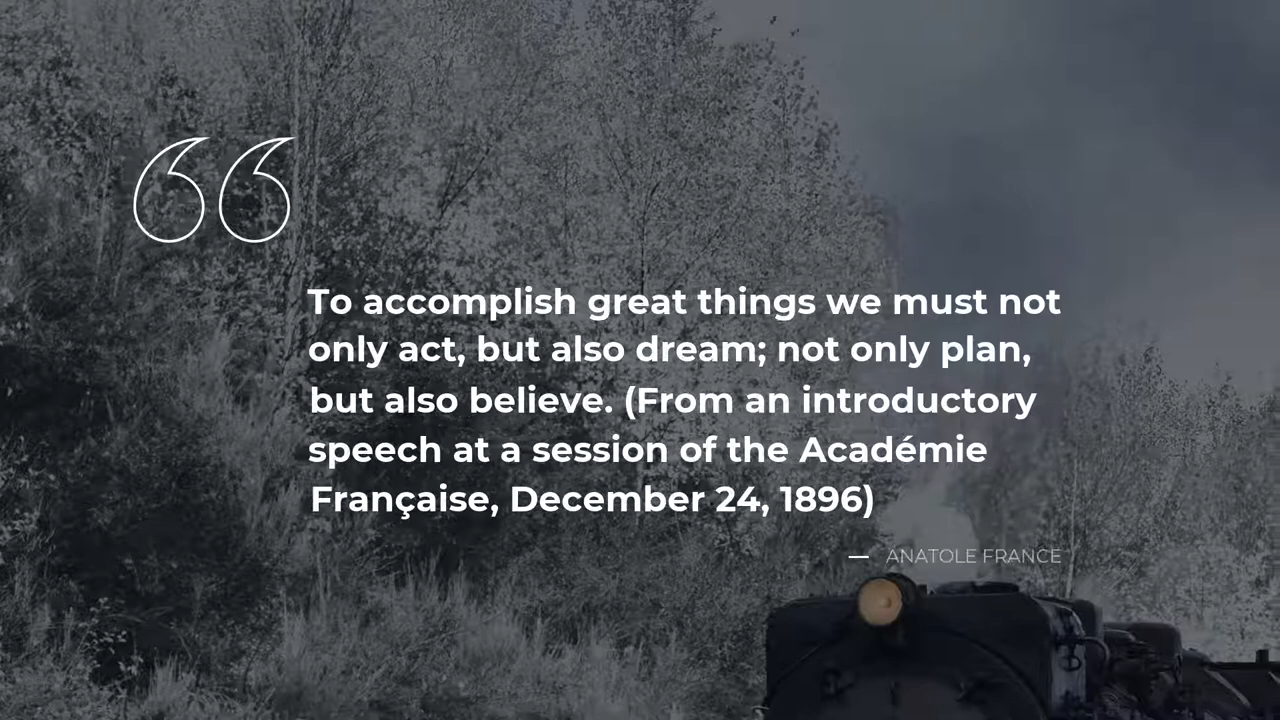 To accomplish great things we must not
only act, but also dream; not only plan,
but also believe. (From an introductory
speech at a session of the Académie
Française, December 24, 1896)
— ANATOLE FRANCE